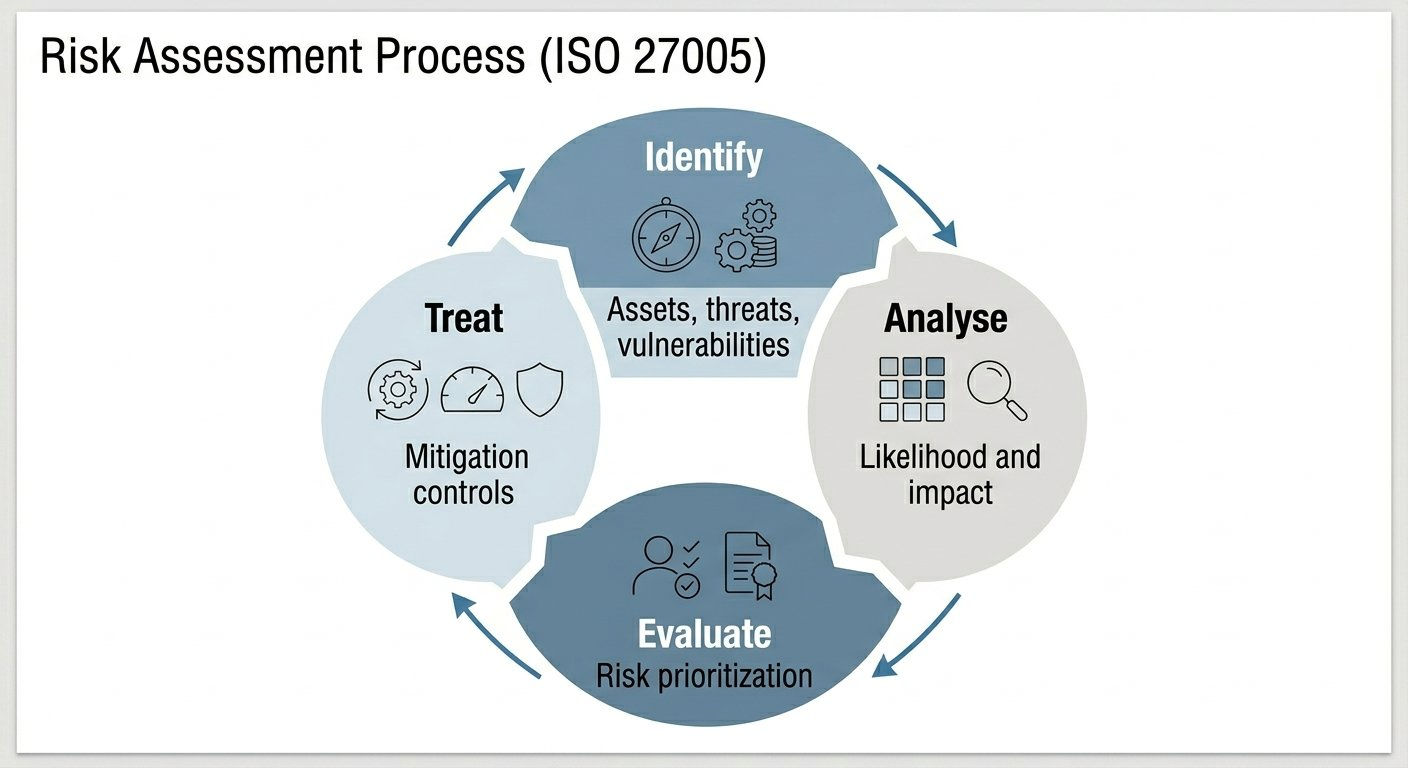 Risk Assessment Process (ISO 27005)
Identify
Assets, threats,
vulnerabilities
Analyse
Likelihood and
impact
Evaluate
Risk prioritization
Treat
Mitigation
controls